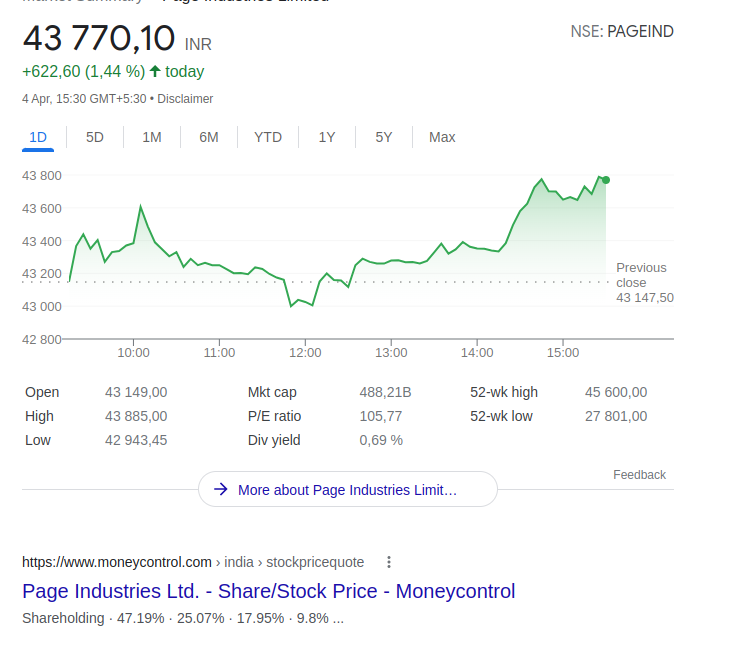 Market Summary > Page Industries Limited
43 770,10 INR
NSE: PAGEIND
+622,60 (1,44 %) today
4 Apr, 15:30 GMT+5:30 • Disclaimer
1D 5D 1M 6M YTD 1Y 5Y Max
43 800
43 600
43 400
43 200
43 000
42 800
Previous
close
43 147,50
10:00 11:00 12:00 13:00 14:00 15:00
Open 43 149,00 Mkt cap 488,21B 52-wk high 45 600,00
High 43 885,00 P/E ratio 105,77 52-wk low 27 801,00
Low 42 943,45 Div yield 0,69 %
Feedback
More about Page Industries Limit…
https://www.moneycontrol.com › india › stockpricequote
Page Industries Ltd. - Share/Stock Price - Moneycontrol
Shareholding · 47.19% · 25.07% · 17.95% · 9.8% ...